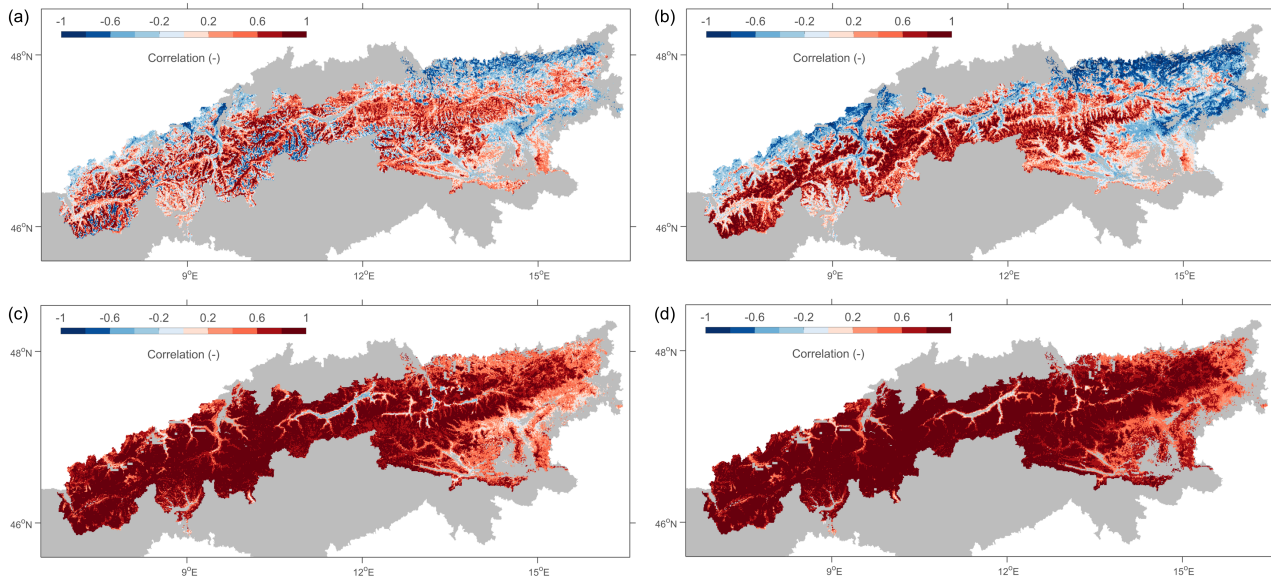 (a)
-1 -0.6 -0.2 0.2 0.6 1
Correlation (-)
48°N
46°N
9°E 12°E 15°E
(b)
-1 -0.6 -0.2 0.2 0.6 1
Correlation (-)
48°N
46°N
9°E 12°E 15°E
(c)
-1 -0.6 -0.2 0.2 0.6 1
Correlation (-)
48°N
46°N
9°E 12°E 15°E
(d)
-1 -0.6 -0.2 0.2 0.6 1
Correlation (-)
48°N
46°N
9°E 12°E 15°E